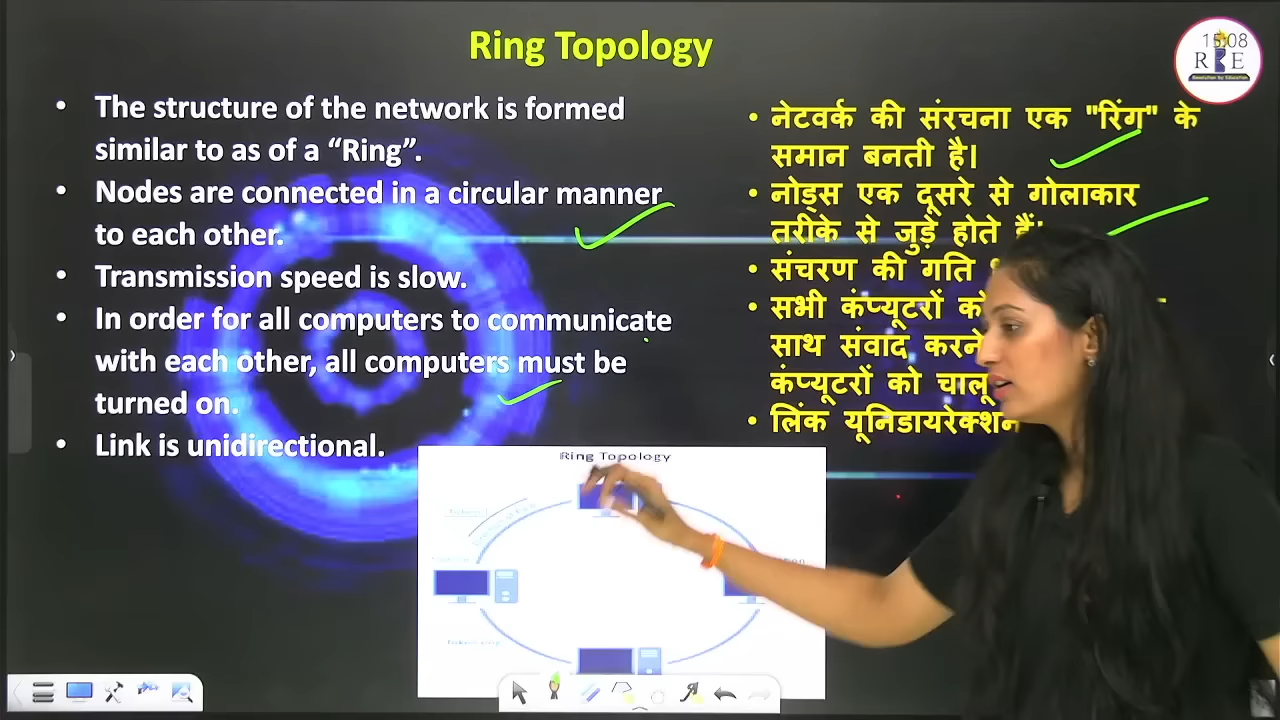 Ring Topology
15:08
R E
Revolution by Education
• The structure of the network is formed
similar to as of a “Ring”.
• Nodes are connected in a circular manner
to each other.
• Transmission speed is slow.
• In order for all computers to communicate
with each other, all computers must be
turned on.
• Link is unidirectional.
• नेटवर्क की संरचना एक "रिंग" के
समान बनती है।
• नोड्स एक दूसरे से गोलाकार
तरीके से जुड़े होते हैं
• संचरण की गति
• सभी कंप्यूटरों को
साथ संवाद करने
कंप्यूटरों को चालू
• लिंक यूनिडायरेक्शन
Ring Topology